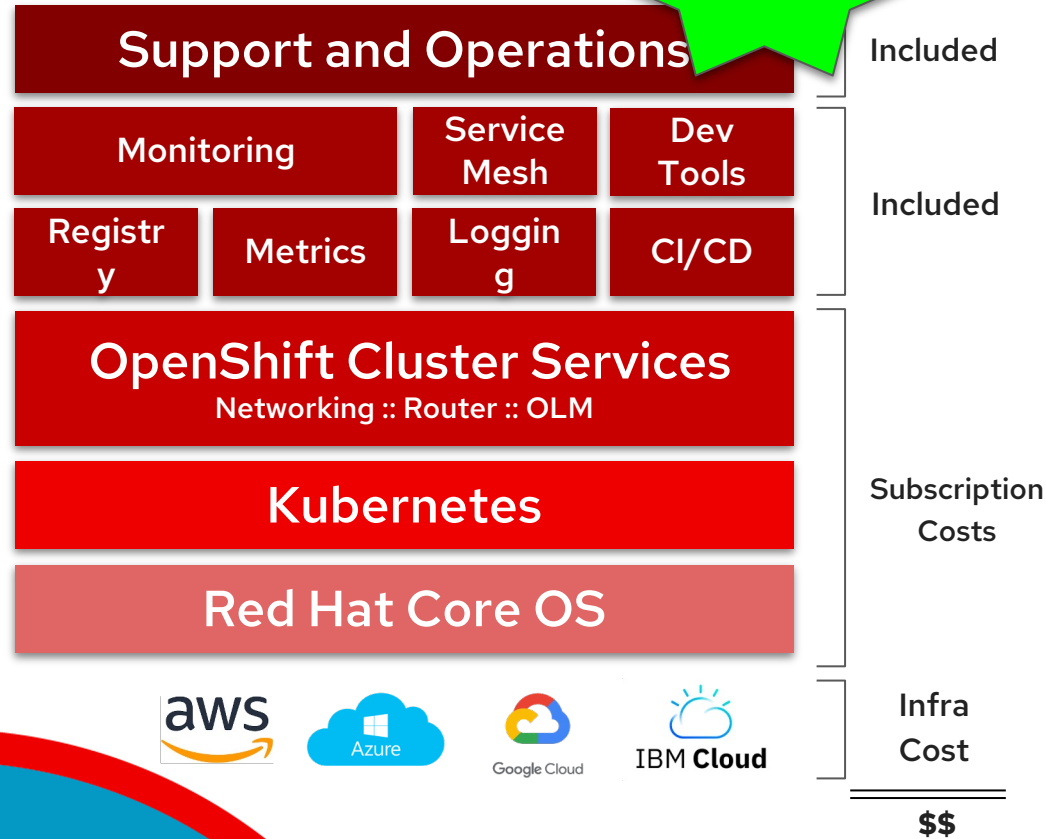 Support and Operations
Included
Monitoring
Service
Mesh
Dev
Tools
Included
Registr
y
Metrics
Loggin
g
CI/CD
OpenShift Cluster Services
Networking :: Router :: OLM
Kubernetes
Subscription
Costs
Red Hat Core OS
aws
Azure
Google Cloud
IBM Cloud
Infra
Cost
$$